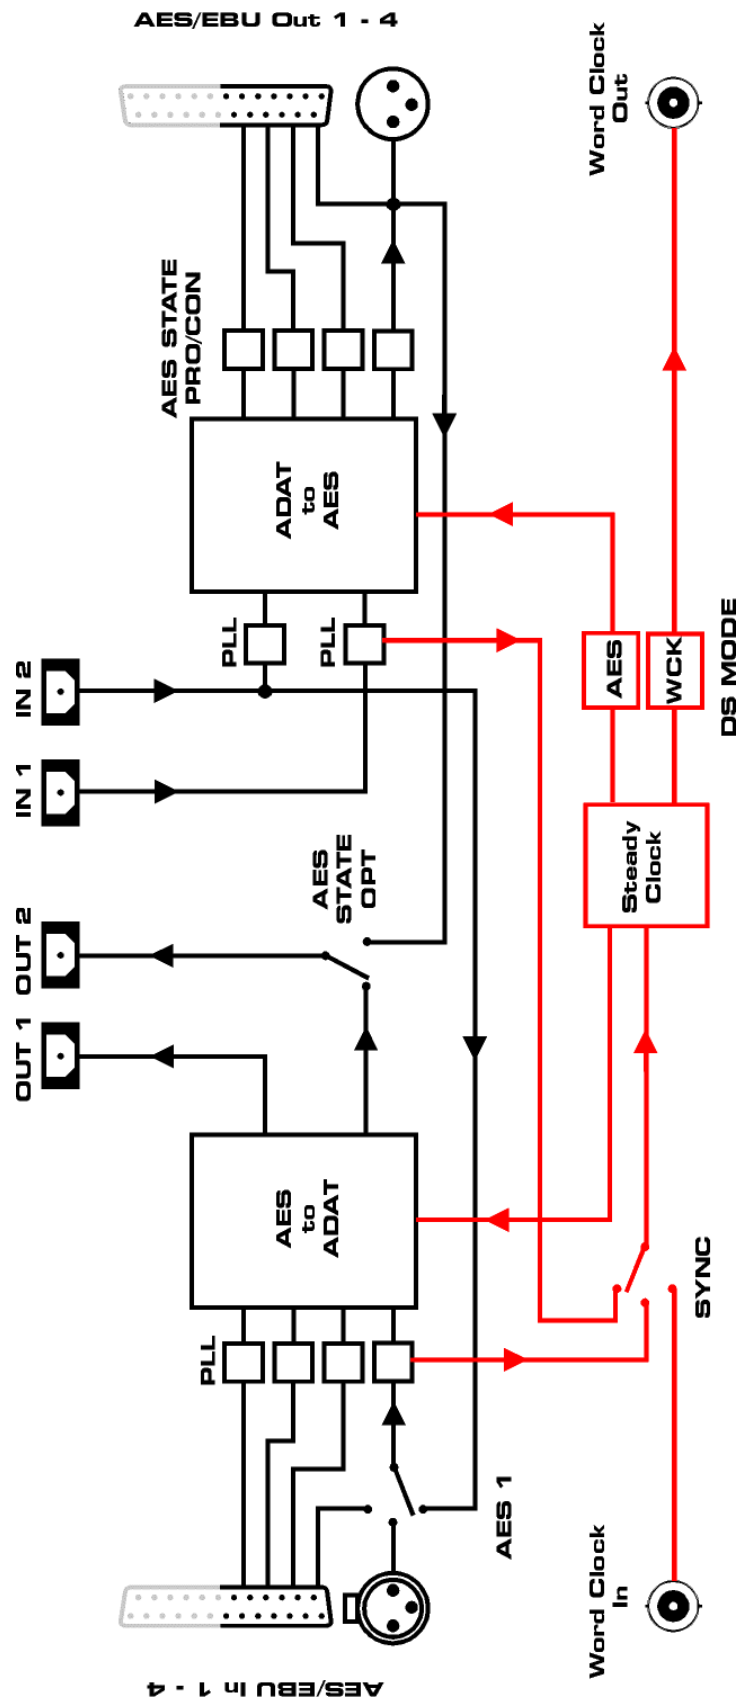 AES/EBU Out 1 - 4
Word Clock
Out
AES STATE
PRO/CON
ADAT
to
AES
PLL
PLL
IN 2
IN 1
AES
WCK
DS MODE
Steady
Clock
AES
STATE
OPT
OUT 2
OUT 1
AES
to
ADAT
PLL
SYNC
AES 1
Word Clock
In
AES/EBU In 1 - 4